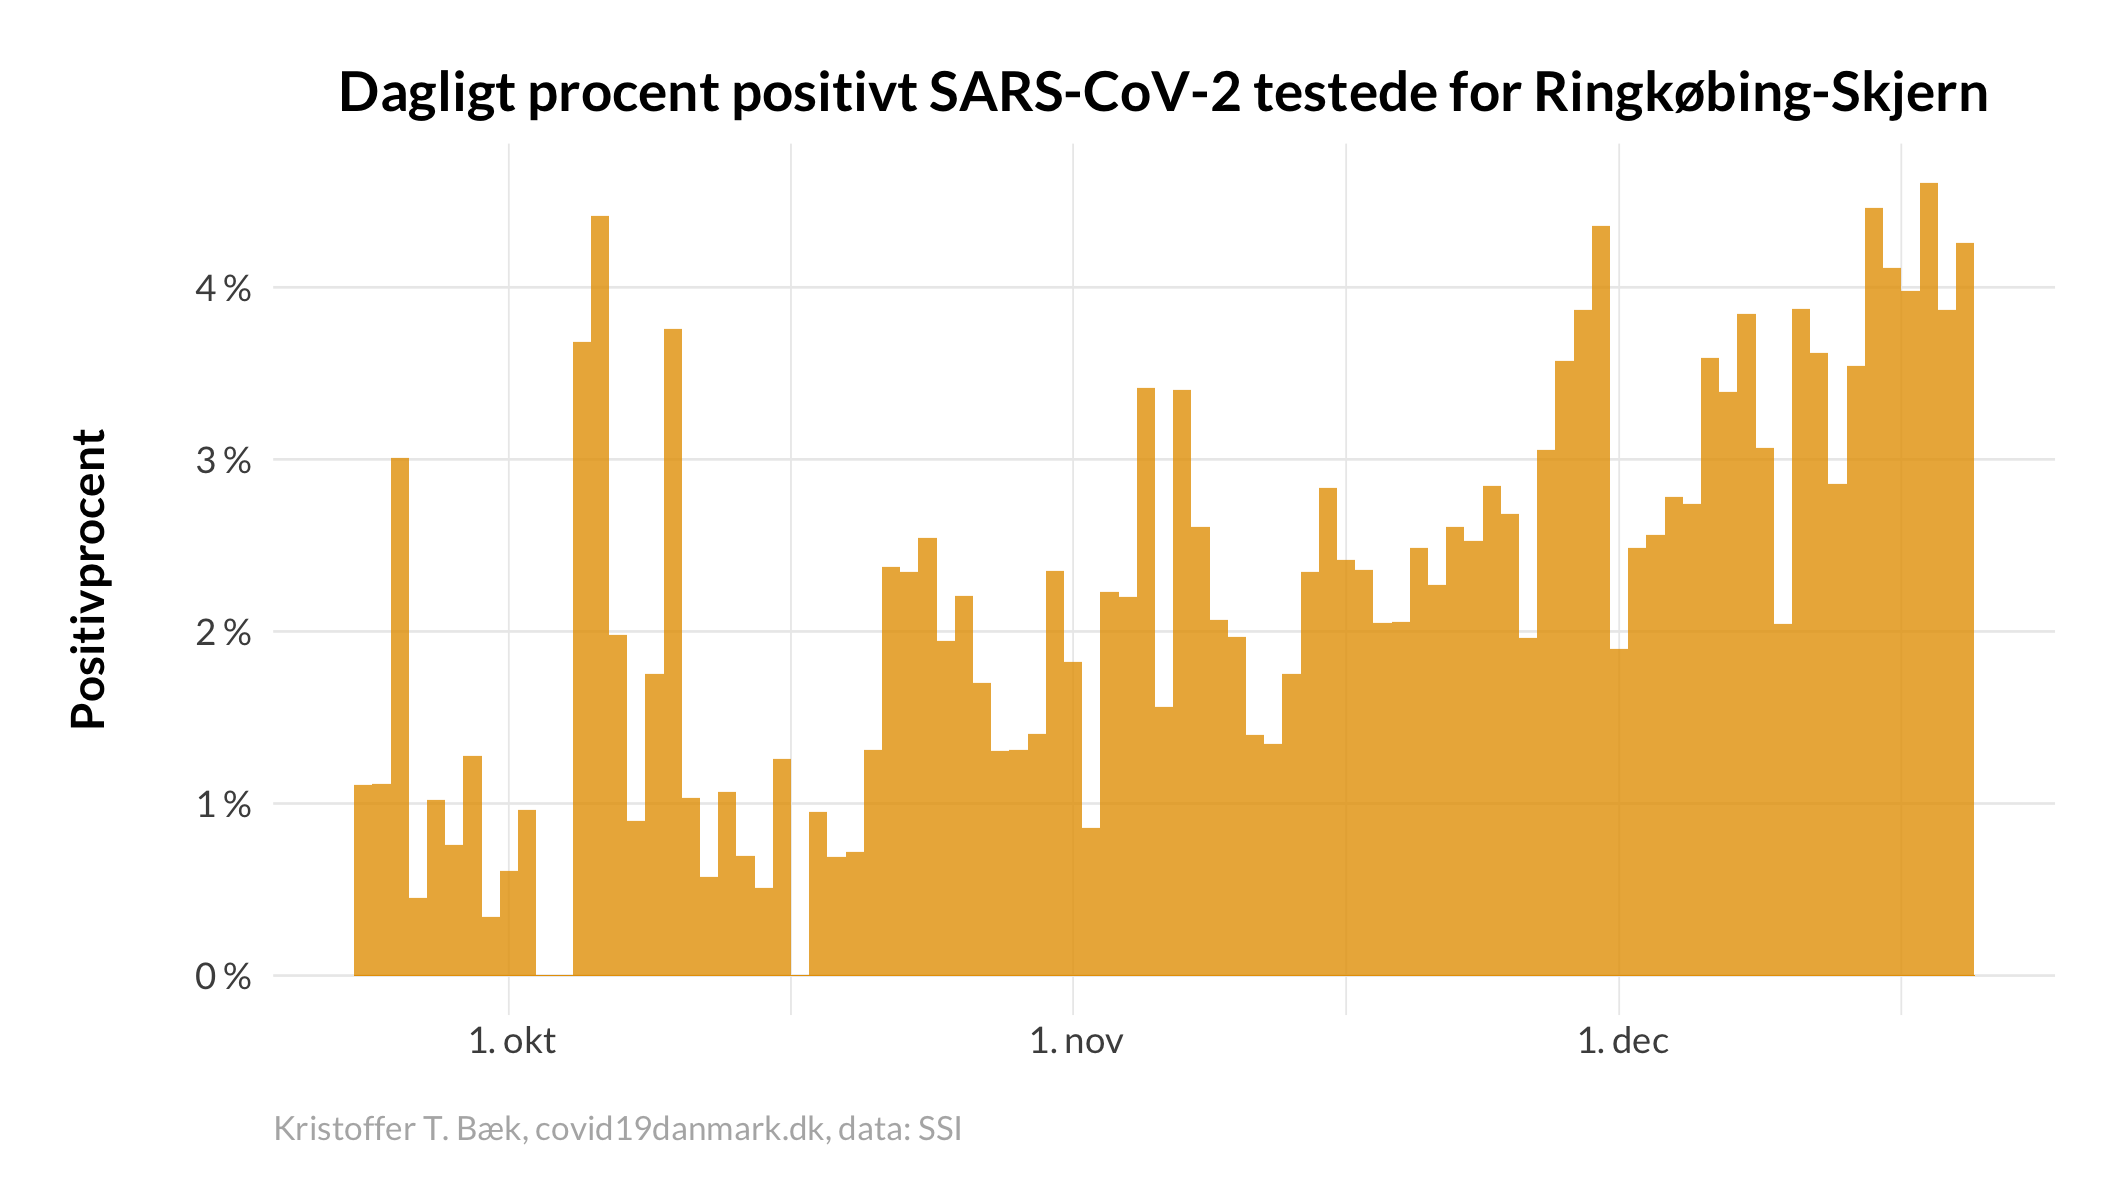 Dagligt procent positivt SARS-CoV-2 testede for Ringkøbing-Skjern
Positivprocent
4 %
3 %
2 %
1 %
0 %
1. okt
1. nov
1. dec
Kristoffer T. Bæk, covid19danmark.dk, data: SSI